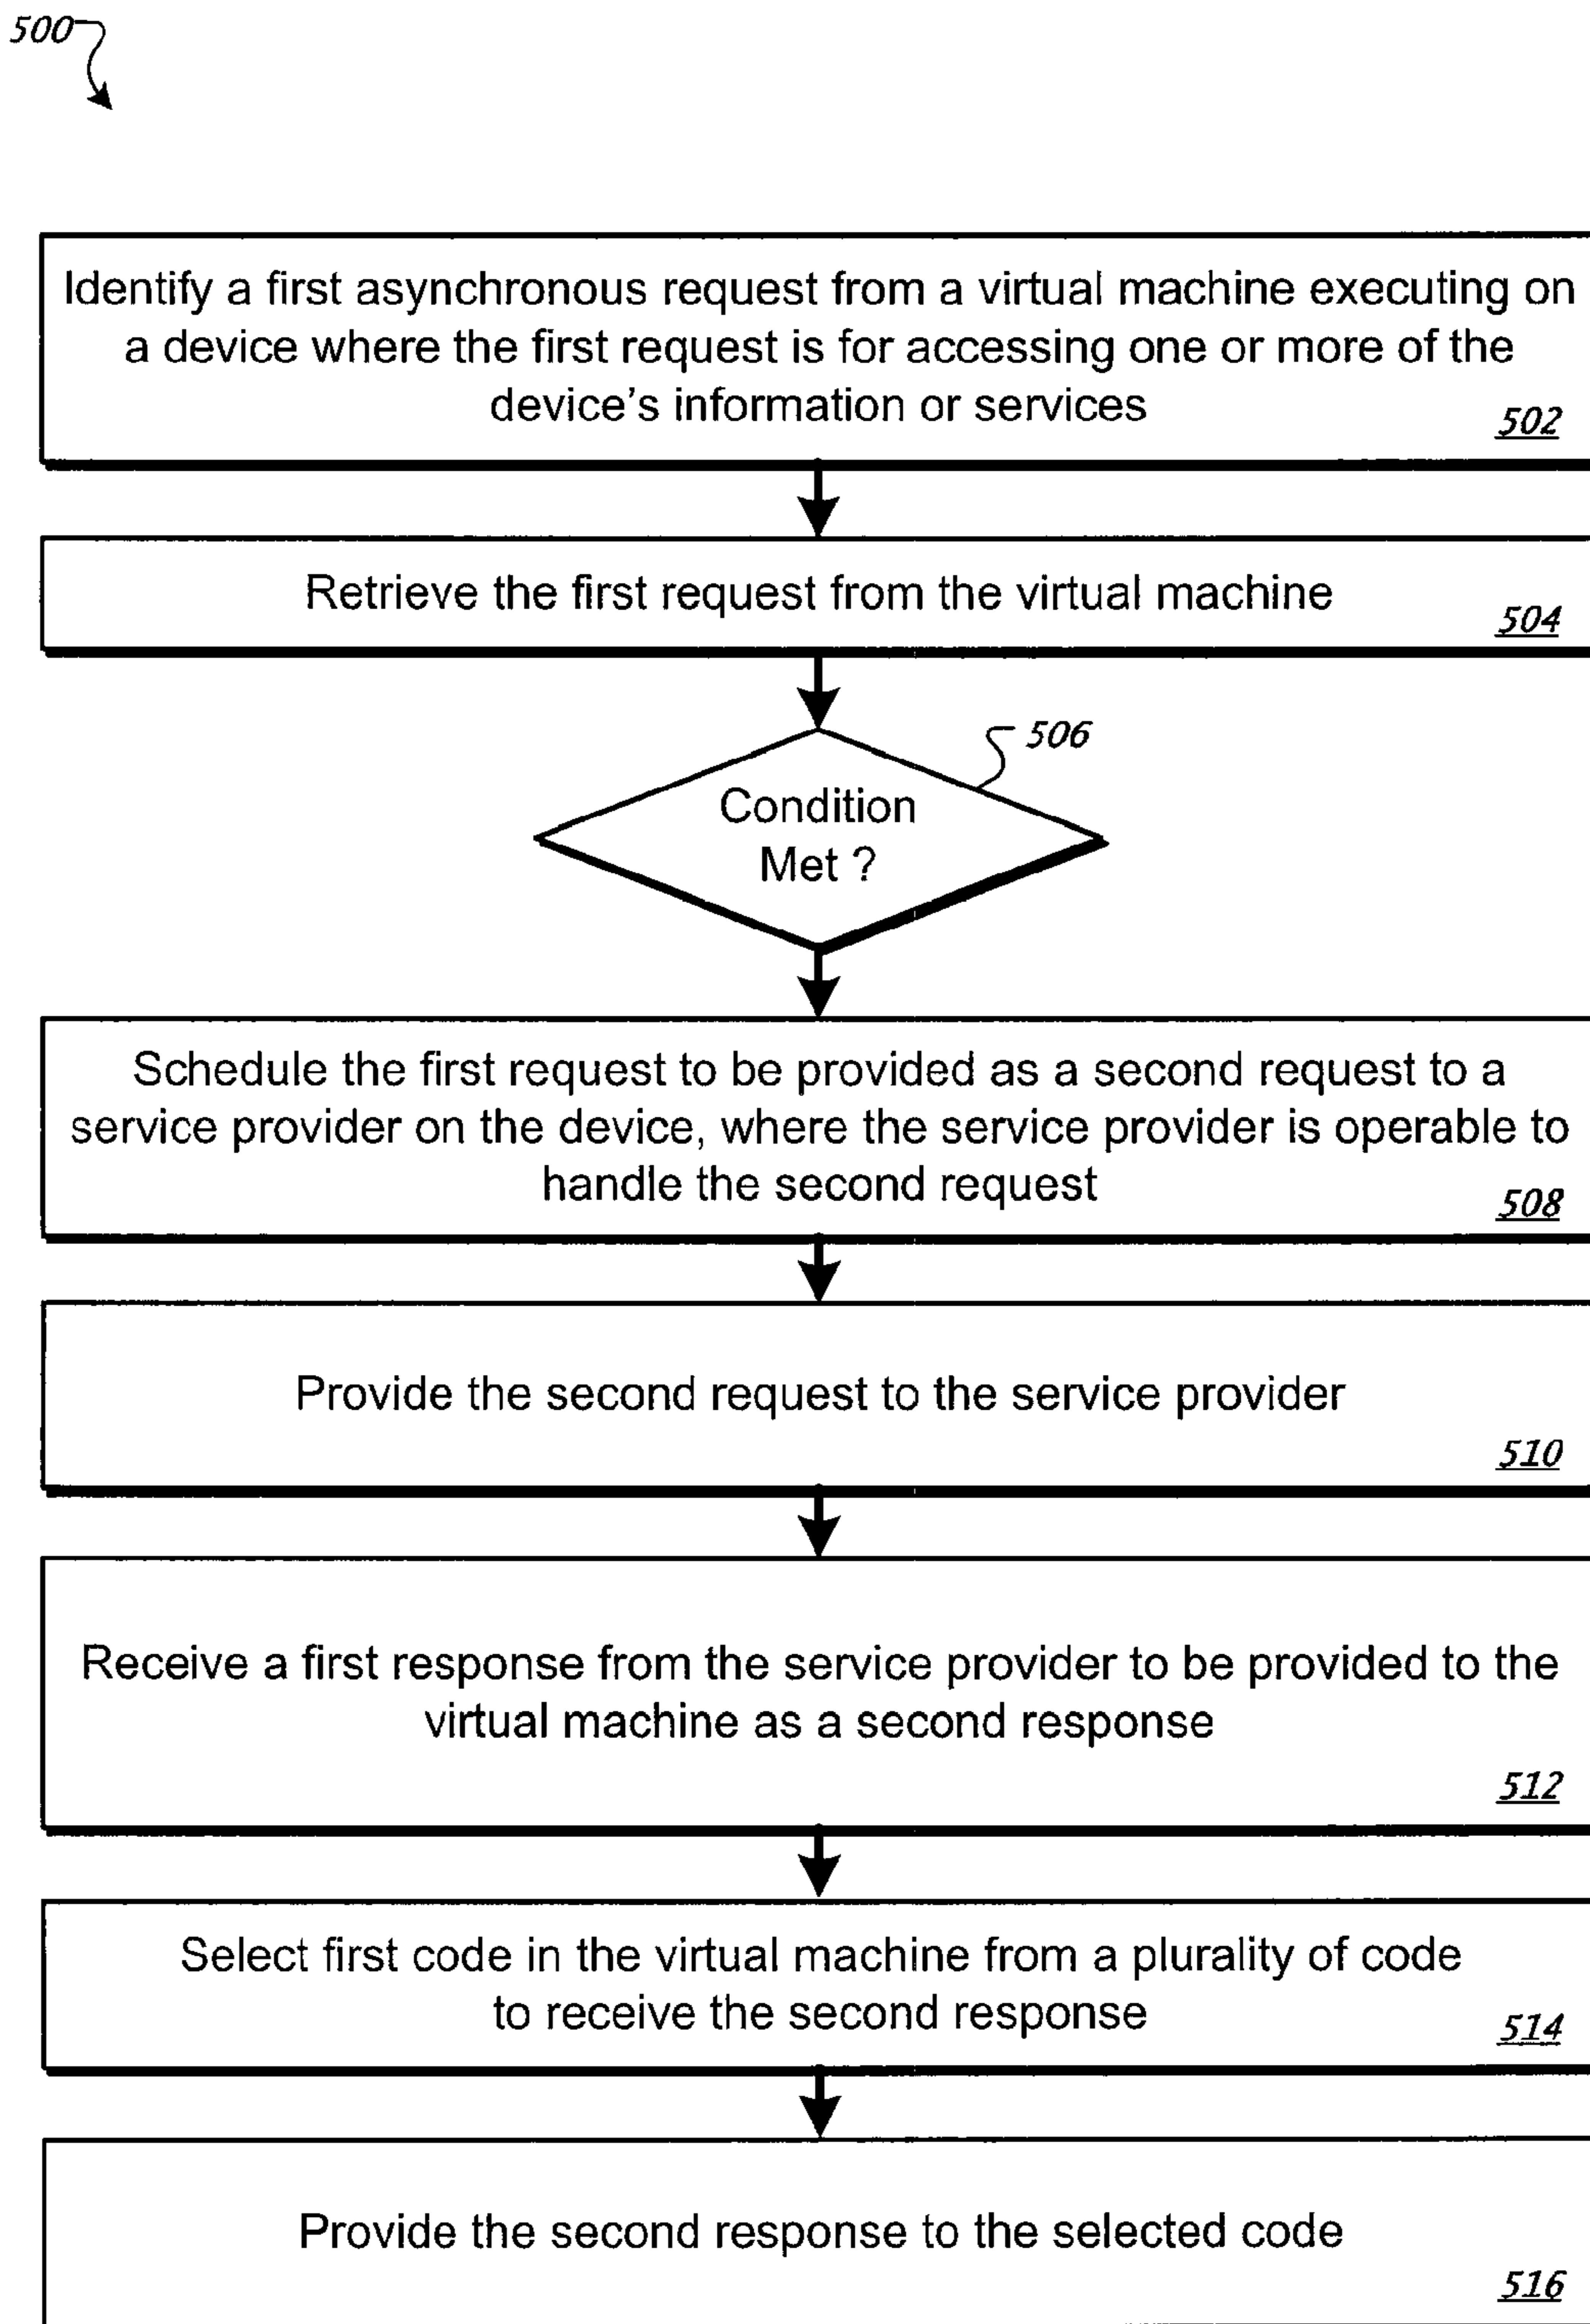 500
Identify a first asynchronous request from a virtual machine executing on
a device where the first request is for accessing one or more of the
device's information or services
502
Retrieve the first request from the virtual machine
504
506
Condition
Met ?
Schedule the first request to be provided as a second request to a
service provider on the device, where the service provider is operable to
handle the second request
508
Provide the second request to the service provider
510
Receive a first response from the service provider to be provided to the
virtual machine as a second response
512
Select first code in the virtual machine from a plurality of code
to receive the second response
514
Provide the second response to the selected code
516